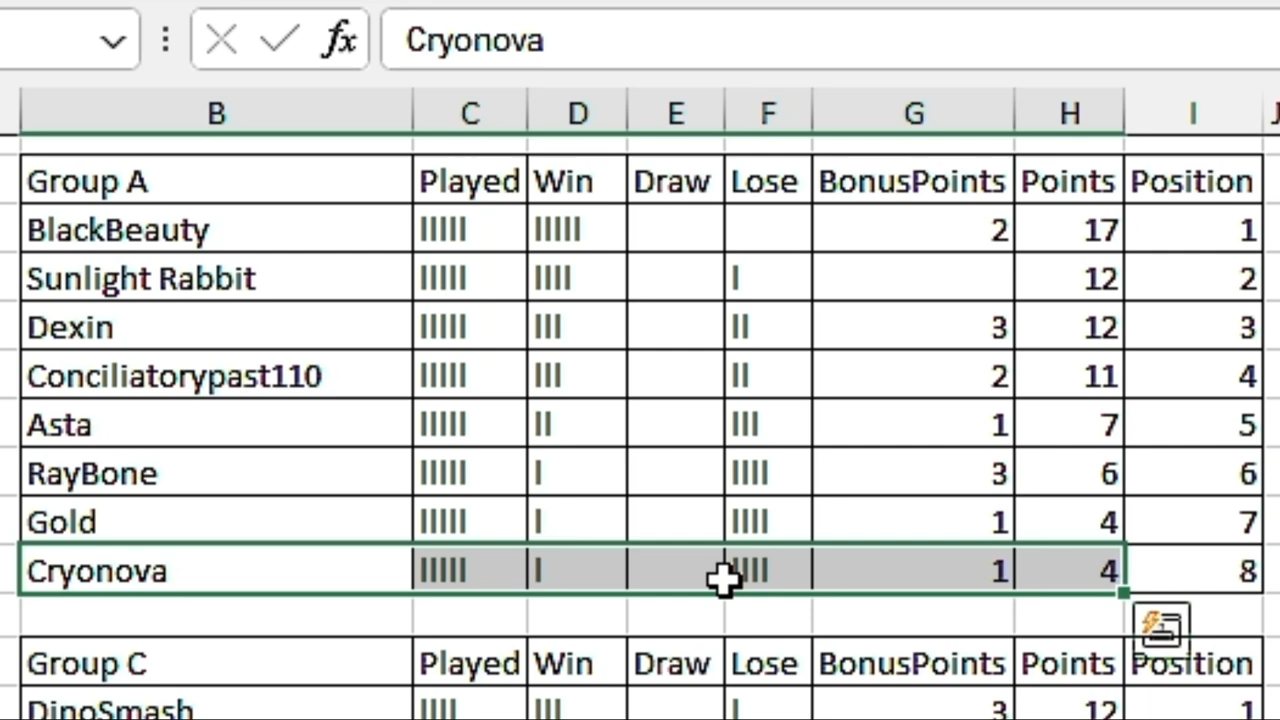 fx Cryonova
B C D E F G H I J
Group A Played Win Draw Lose BonusPoints Points Position
BlackBeauty IIIII IIIII 2 17 1
Sunlight Rabbit IIIII IIII I 12 2
Dexin IIIII III II 3 12 3
Conciliatorypast110 IIIII III II 2 11 4
Asta IIIII II III 1 7 5
RayBone IIIII I IIII 3 6 6
Gold IIIII I IIII 1 4 7
Cryonova IIIII I IIII 1 4 8
Group C Played Win Draw Lose BonusPoints Points Position
DinoSmash IIII III I 3 12 1